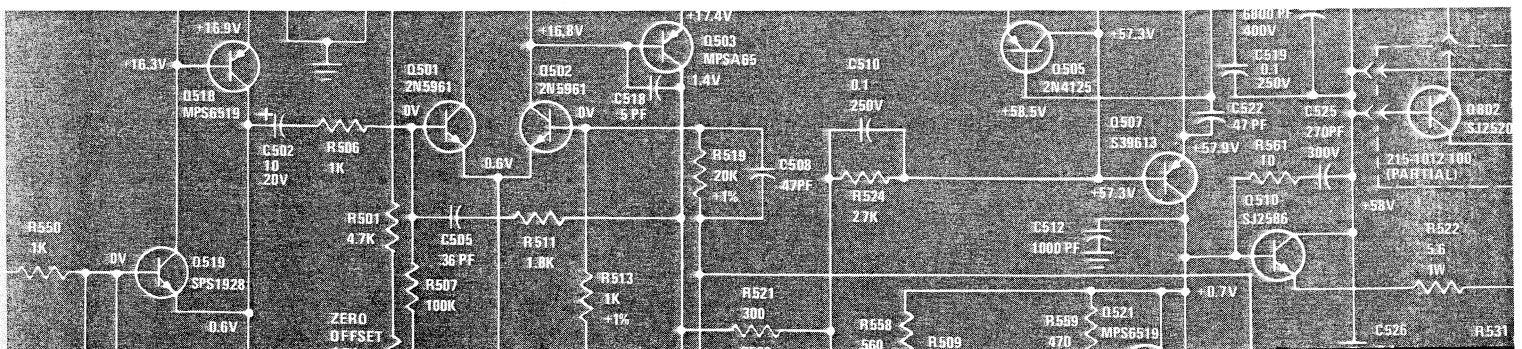 +16.9V
+16.3V
Q518
MPS6519
C502
10
20V
R506
1K
R550
1K
0V
Q519
SPS1928
0.6V
ZERO
OFFSET
R501
4.7K
Q501
2N5961
0V
C505
36 PF
R507
100K
+16.8V
Q502
2N5961
0V
0.6V
R511
1.8K
R513
1K
+1%
C518
5 PF
+17.4V
Q503
MPSA65
1.4V
R519
20K
+1%
C508
47PF
R521
300
C510
0.1
250V
R524
2.7K
R558
560
R509
Q505
2N4125
+57.3V
+58.5V
Q507
S39613
+57.9V
+57.3V
C512
1000 PF
R559
470
Q521
MPS6519
+0.7V
6800 PF
400V
C519
0.1
250V
C522
47 PF
R561
10
C525
270PF
300V
Q510
SJ2586
+58V
Q802
SJ2520
215-1012-100
(PARTIAL)
R522
5.6
1W
C526
R531